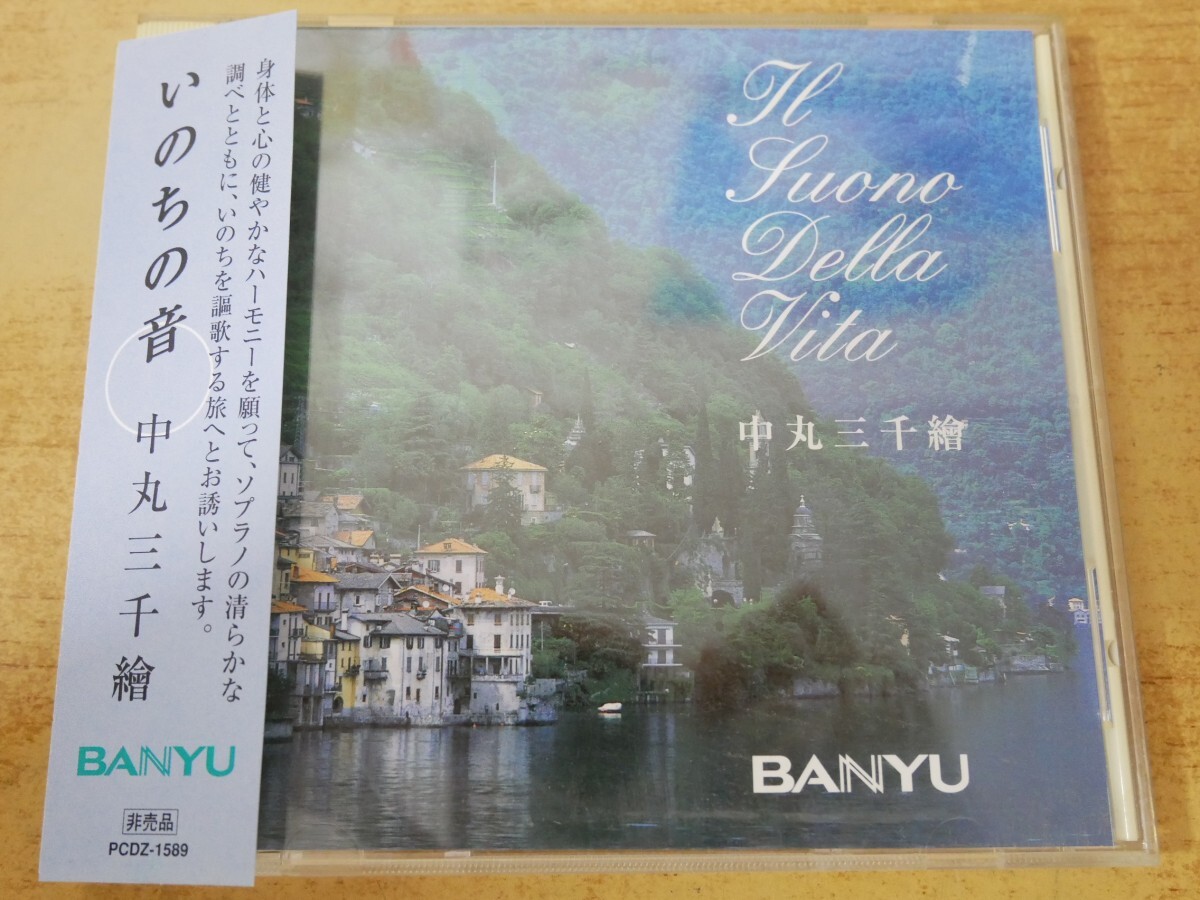 いのちの音 中丸三千繪
身体と心の健やかなハーモニーを願って、ソプラノの清らかな
調べとともに、いのちを謳歌する旅へとお誘いします。
BANYU
非売品
PCDZ-1589
Il
Suono
Della
Vita
中丸三千繪
BANYU